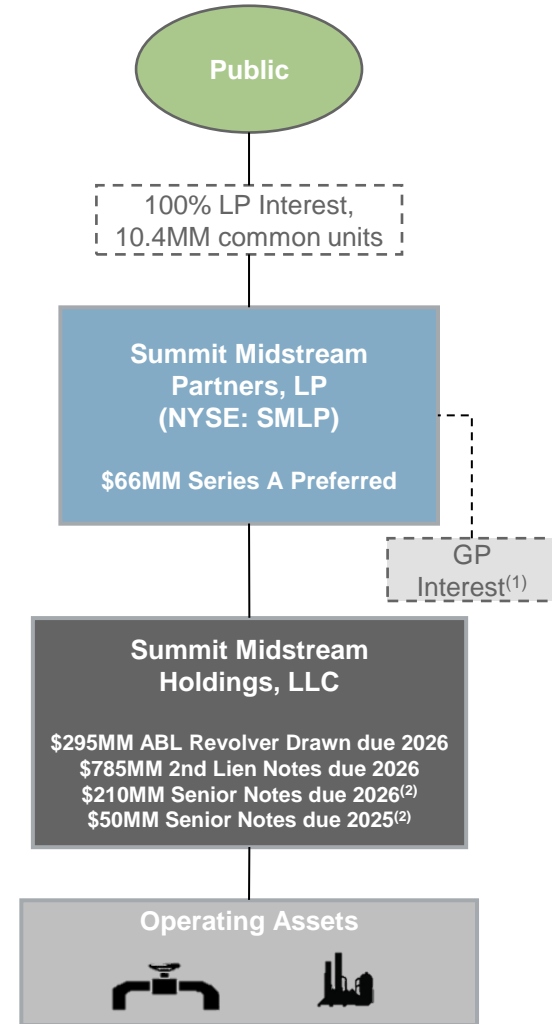 Public
100% LP Interest,
10.4MM common units
Summit Midstream
Partners, LP
(NYSE: SMLP)
$66MM Series A Preferred
GP
Interest(1)
Summit Midstream
Holdings, LLC
$295MM ABL Revolver Drawn due 2026
$785MM 2nd Lien Notes due 2026
$210MM Senior Notes due 2026(2)
$50MM Senior Notes due 2025(2)
Operating Assets